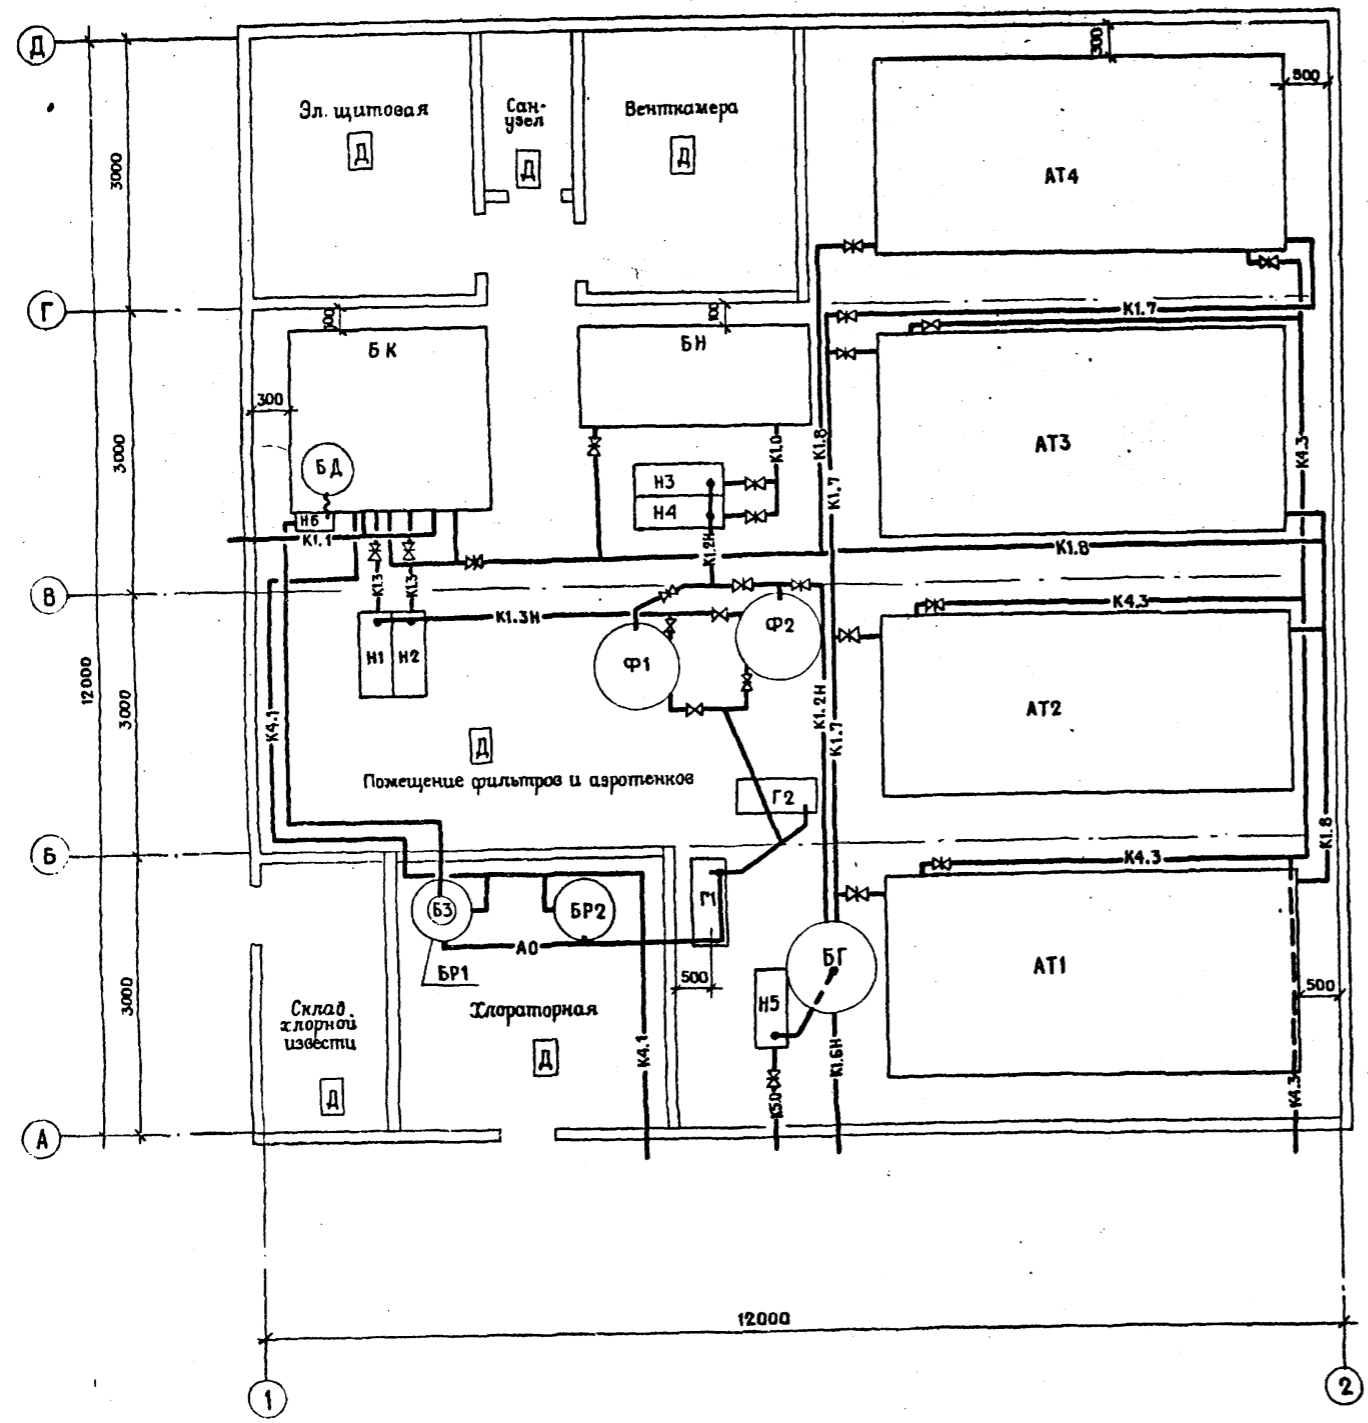 Д
300
500
Эл. щитовая
Д
Сан-
узел
Д
Венткамера
Д
АТ4
3000
Г
К1.7
БК
БН
300
АТ3
К1.0
К1.8
К1.7
К4.3
БД
Н3
Н4
Н6
К1.1
К1.2Н
К1.8
3000
В
К1.3
К1.3
К1.3Н
К4.3
Н1
Н2
Ф1
Ф2
12000
3000
К4.1
К1.2Н
К1.7
АТ2
Д
Помещение фильтров и аэротенков
Г2
К1.8
Б
К4.3
БЗ
БР2
Г1
АО
БР1
БГ
АТ1
500
500
Н5
3000
Склад
хлорной
извести
Д
Хлораторная
Д
К4.1
К5.0
К1.6Н
К4.3
А
12000
1
2